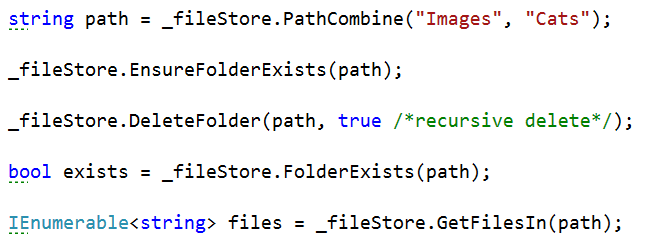 string path = _fileStore.PathCombine("Images", "Cats");
_fileStore.EnsureFolderExists(path);
_fileStore.DeleteFolder(path, true /*recursive delete*/);
bool exists = _fileStore.FolderExists(path);
IEnumerable<string> files = _fileStore.GetFilesIn(path);